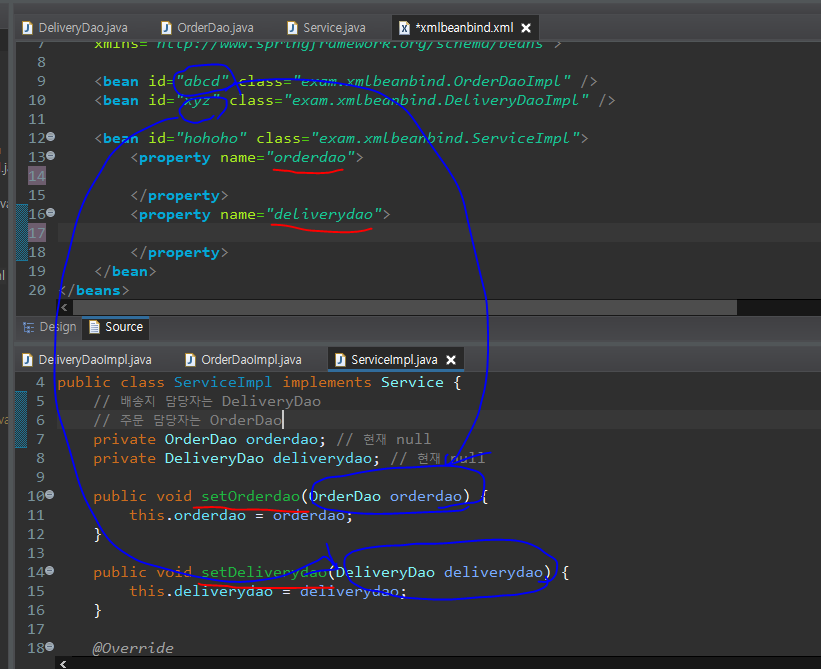 DeliveryDao.java OrderDao.java Service.java *xmlbeanbind.xml
7 xmlns="http://www.springframework.org/schema/beans">
8
9 <bean id="abcd" class="exam.xmlbeanbind.OrderDaoImpl" />
10 <bean id="xyz" class="exam.xmlbeanbind.DeliveryDaoImpl" />
11
12 <bean id="hohoho" class="exam.xmlbeanbind.ServiceImpl">
13 <property name="orderdao">
14
15 </property>
16 <property name="deliverydao">
17
18 </property>
19 </bean>
20 </beans>
Design Source
DeliveryDaoImpl.java OrderDaoImpl.java ServiceImpl.java
4 public class ServiceImpl implements Service {
5 // 배송지 담당자는 DeliveryDao
6 // 주문 담당자는 OrderDao
7 private OrderDao orderdao; // 현재 null
8 private DeliveryDao deliverydao; // 현재 null
9
10 public void setOrderdao(OrderDao orderdao) {
11 this.orderdao = orderdao;
12 }
13
14 public void setDeliverydao(DeliveryDao deliverydao) {
15 this.deliverydao = deliverydao;
16 }
17
18 @Override